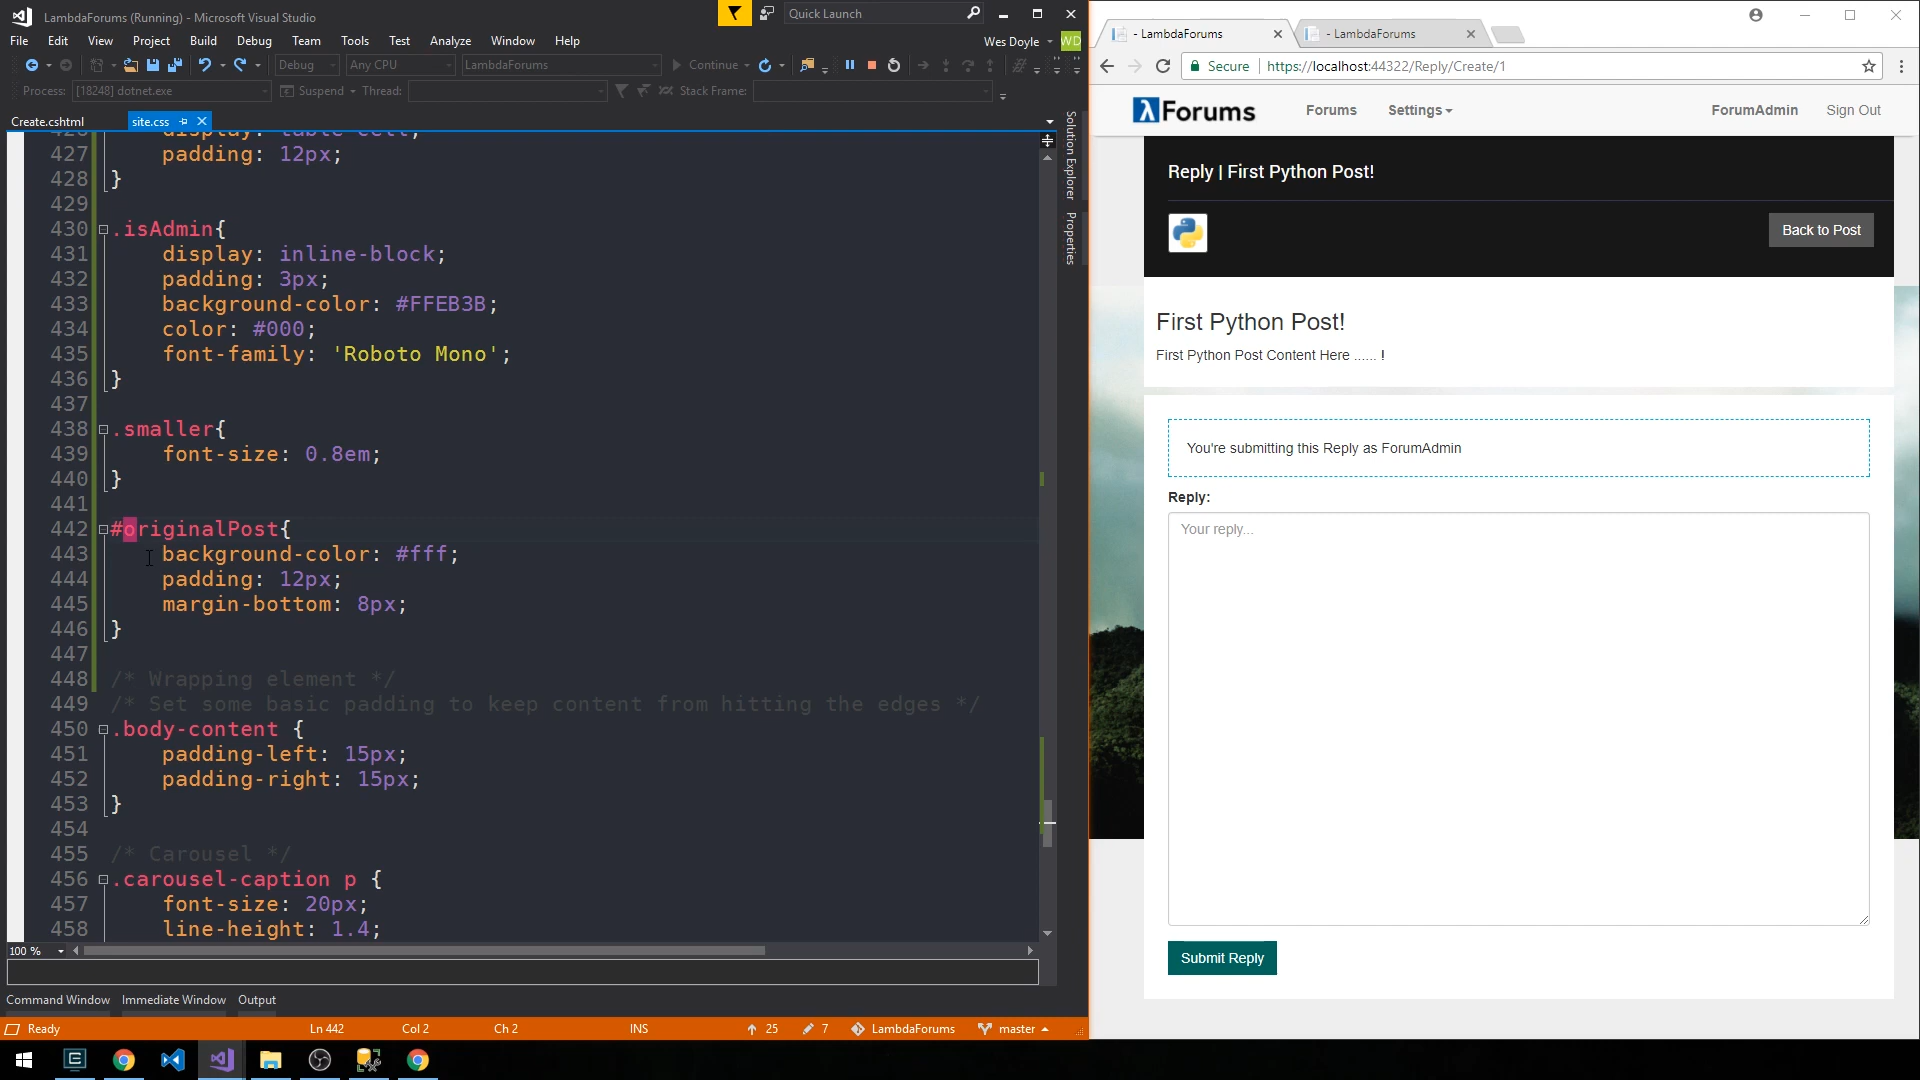 LambdaForums (Running) - Microsoft Visual Studio
Quick Launch
File Edit View Project Build Debug Team Tools Test Analyze Window Help
Wes Doyle WD
Debug Any CPU LambdaForums Continue
Process: [18248] dotnet.exe Suspend Thread: Stack Frame:
Create.cshtml site.css
Solution Explorer
Properties
426 display: table-cell;
427 padding: 12px;
428 }
429
430 .isAdmin{
431 display: inline-block;
432 padding: 3px;
433 background-color: #FFEB3B;
434 color: #000;
435 font-family: 'Roboto Mono';
436 }
437
438 .smaller{
439 font-size: 0.8em;
440 }
441
442 #originalPost{
443 background-color: #fff;
444 padding: 12px;
445 margin-bottom: 8px;
446 }
447
448 /* Wrapping element */
449 /* Set some basic padding to keep content from hitting the edges */
450 .body-content {
451 padding-left: 15px;
452 padding-right: 15px;
453 }
454
455 /* Carousel */
456 .carousel-caption p {
457 font-size: 20px;
458 line-height: 1.4;
100 %
Command Window Immediate Window Output
Ready Ln 442 Col 2 Ch 2 INS 25 7 LambdaForums master
- LambdaForums - LambdaForums
Secure https://localhost:44322/Reply/Create/1
λForums Forums Settings ForumAdmin Sign Out
Reply | First Python Post!
Back to Post
First Python Post!
First Python Post Content Here ...... !
You're submitting this Reply as ForumAdmin
Reply:
Your reply...
Submit Reply